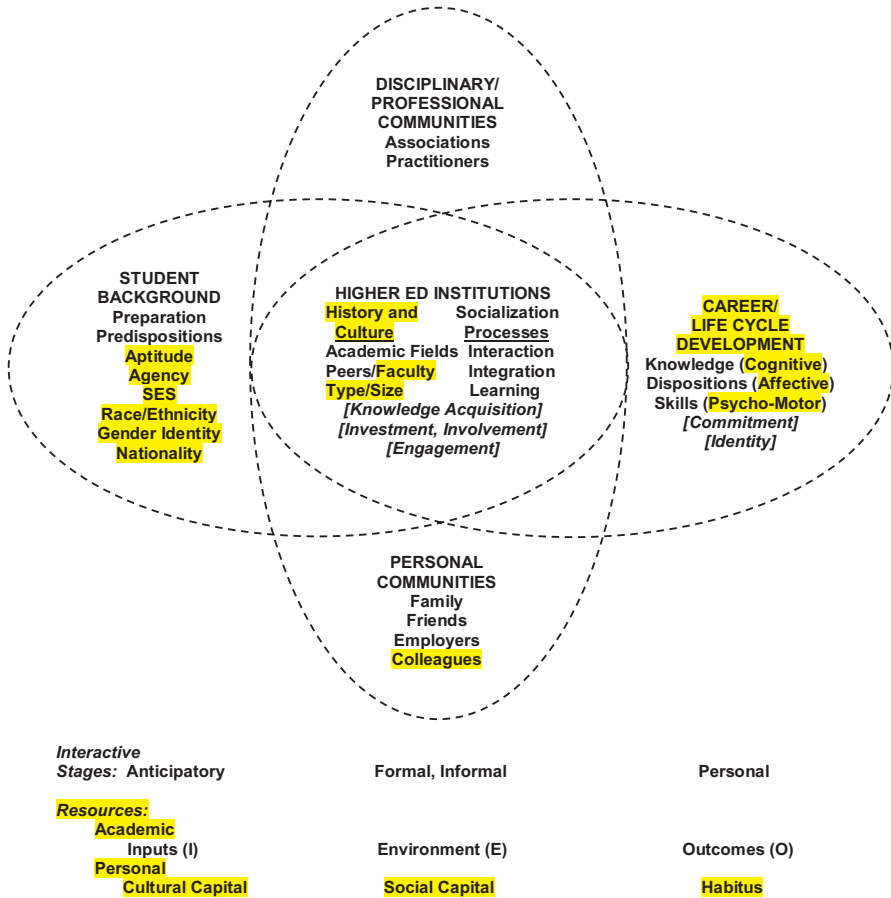 DISCIPLINARY/
PROFESSIONAL
COMMUNITIES
Associations
Practitioners
STUDENT
BACKGROUND
Preparation
Predispositions
Aptitude
Agency
SES
Race/Ethnicity
Gender Identity
Nationality
HIGHER ED INSTITUTIONS
History and Socialization
Culture Processes
Academic Fields Interaction
Peers/Faculty Integration
Type/Size Learning
[Knowledge Acquisition]
[Investment, Involvement]
[Engagement]
CAREER/
LIFE CYCLE
DEVELOPMENT
Knowledge (Cognitive)
Dispositions (Affective)
Skills (Psycho-Motor)
[Commitment]
[Identity]
PERSONAL
COMMUNITIES
Family
Friends
Employers
Colleagues
Interactive
Stages: Anticipatory Formal, Informal Personal
Resources:
Academic
Inputs (I) Environment (E) Outcomes (O)
Personal
Cultural Capital Social Capital Habitus